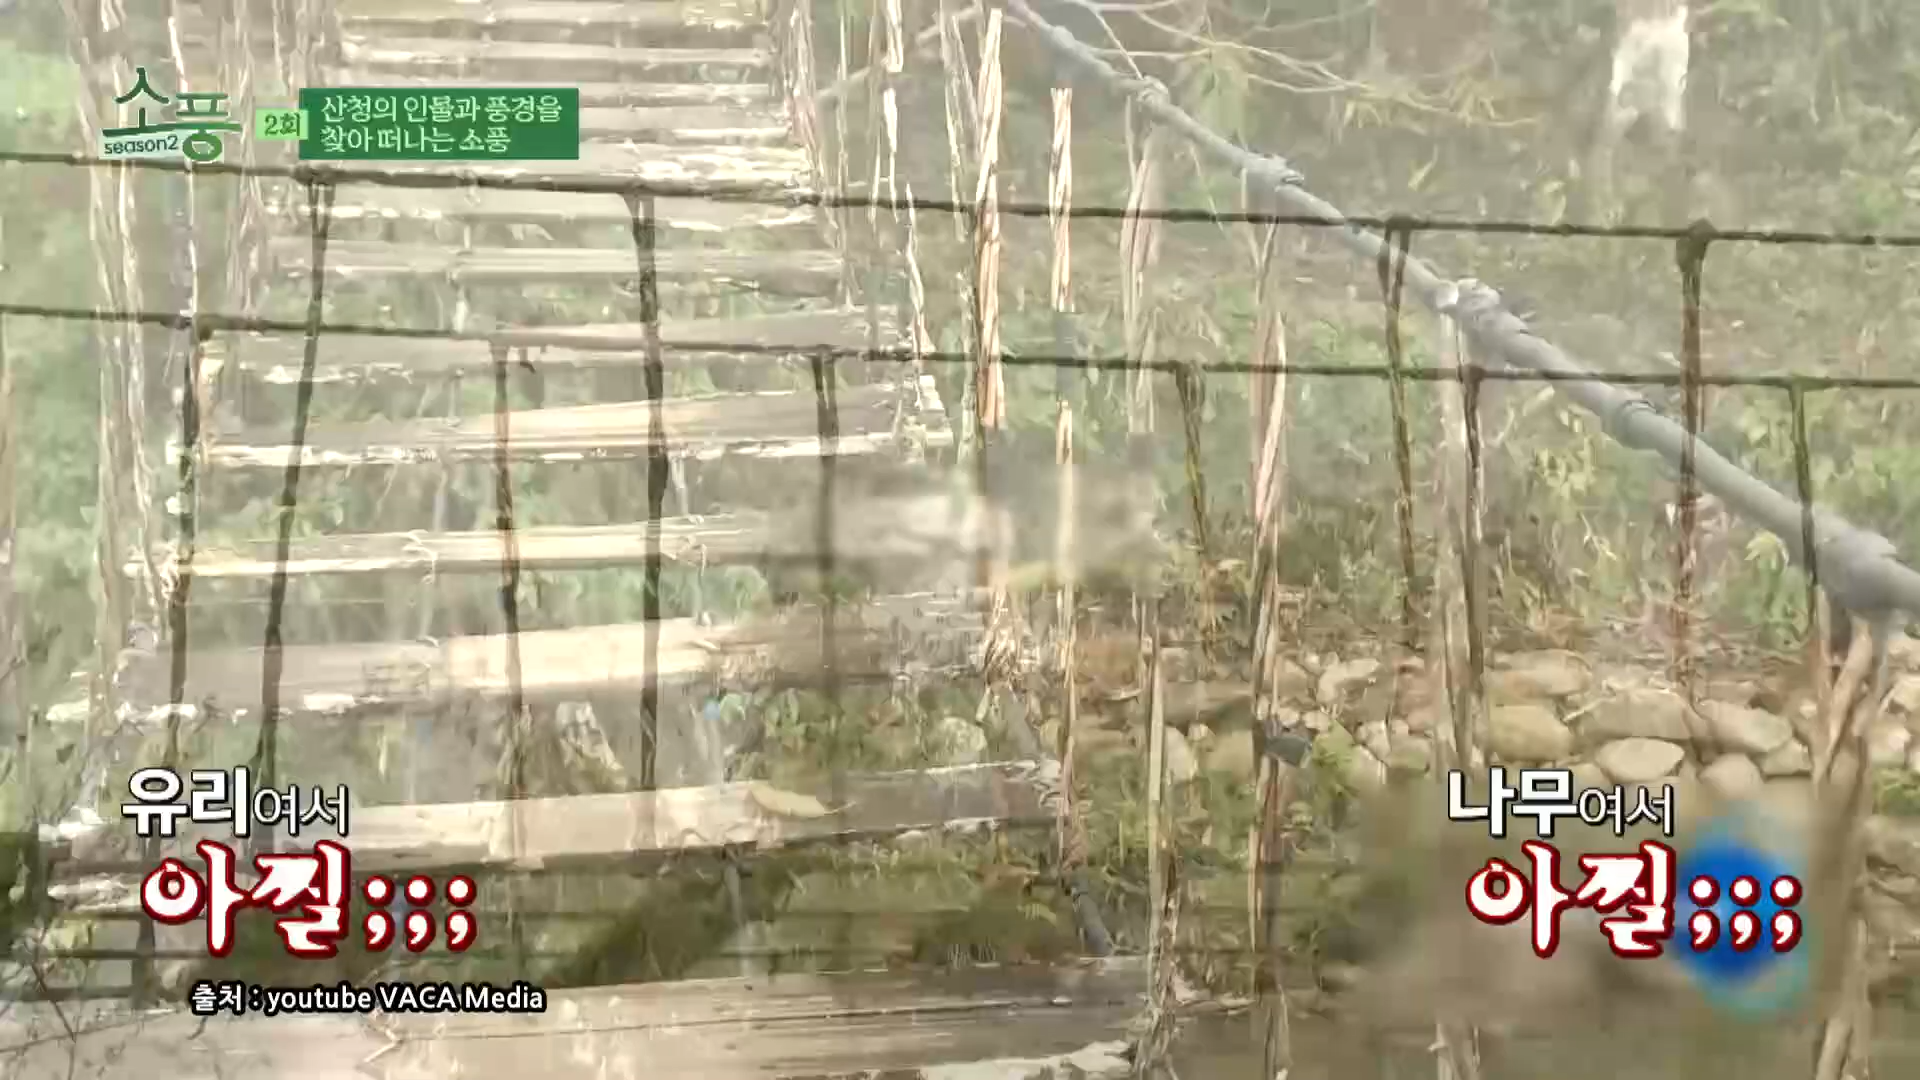 소풍
season2
2회
산청의 인물과 풍경을
찾아 떠나는 소풍
유리여서
아찔;;;
나무여서
아찔;;;
출처 : youtube VACA Media